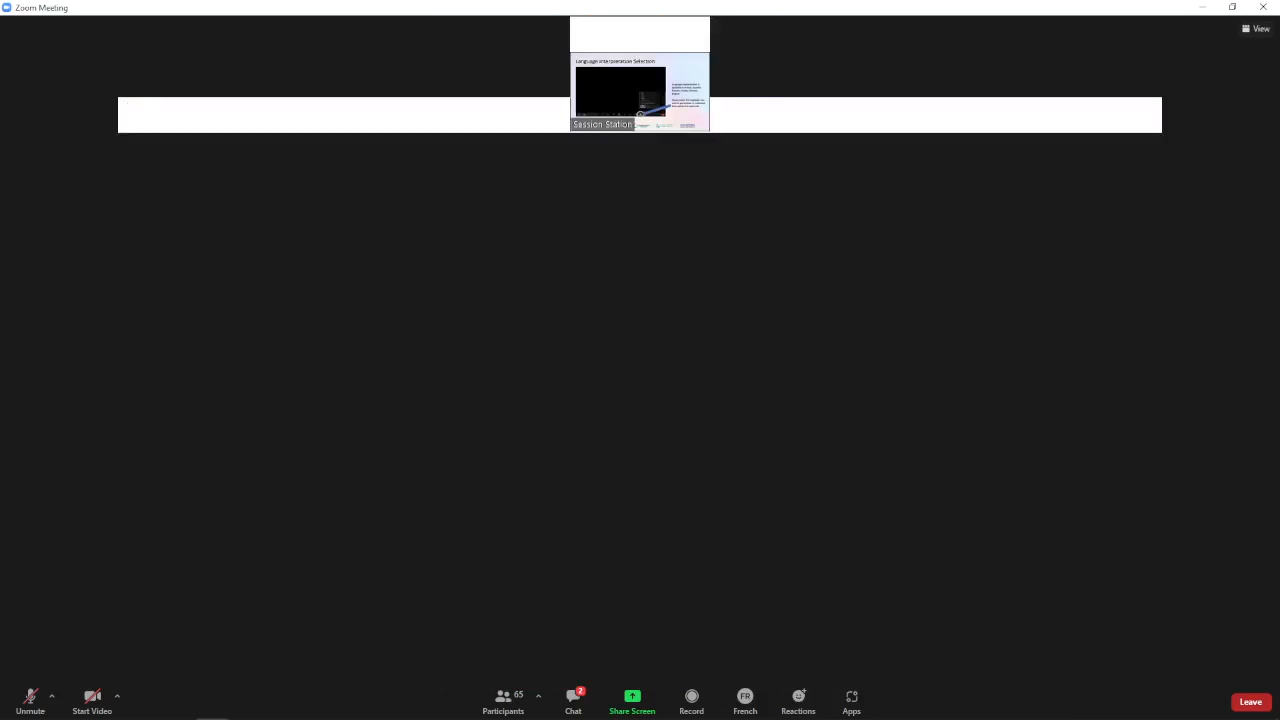 Zoom Meeting
View
Language Interpretation Selection
Session Station
65
2
FR
Unmute
Start Video
Participants
Chat
Share Screen
Record
French
Reactions
Apps
Leave